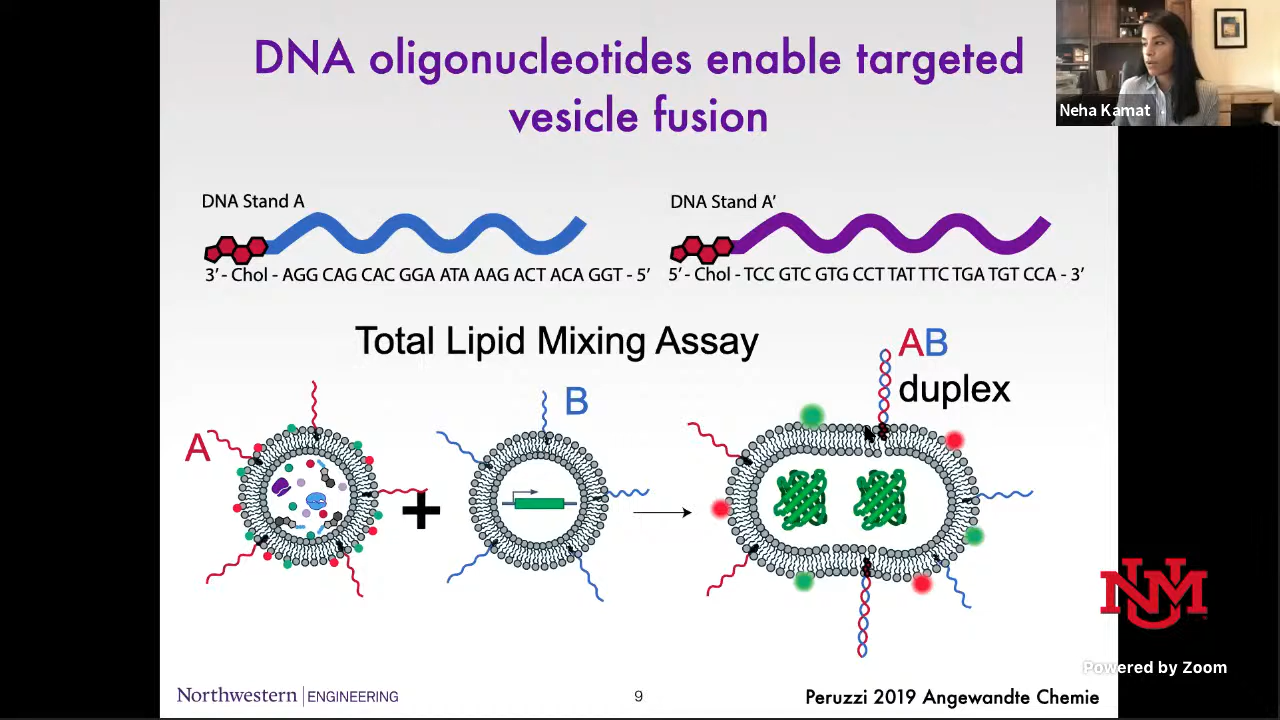 DNA oligonucleotides enable targeted
vesicle fusion
Neha Kamat
DNA Stand A
3' - Chol - AGG CAG CAC GGA ATA AAG ACT ACA GGT - 5'
DNA Stand A'
5' - Chol - TCC GTC GTG CCT TAT TTC TGA TGT CCA - 3'
Total Lipid Mixing Assay
A
+
B
AB
duplex
UNM
Powered by Zoom
Northwestern | ENGINEERING
9
Peruzzi 2019 Angewandte Chemie